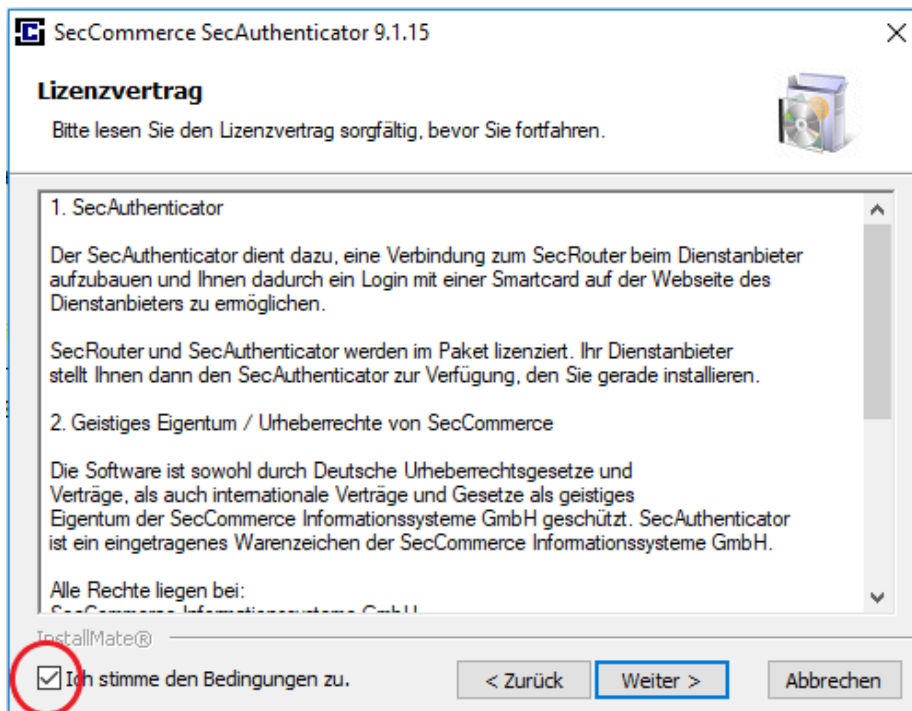 SecCommerce SecAuthenticator 9.1.15
Lizenzvertrag
Bitte lesen Sie den Lizenzvertrag sorgfältig, bevor Sie fortfahren.
1. SecAuthenticator
Der SecAuthenticator dient dazu, eine Verbindung zum SecRouter beim Dienstanbieter
aufzubauen und Ihnen dadurch ein Login mit einer Smartcard auf der Webseite des
Dienstanbieters zu ermöglichen.
SecRouter und SecAuthenticator werden im Paket lizenziert. Ihr Dienstanbieter
stellt Ihnen dann den SecAuthenticator zur Verfügung, den Sie gerade installieren.
2. Geistiges Eigentum / Urheberrechte von SecCommerce
Die Software ist sowohl durch Deutsche Urheberrechtsgesetze und
Verträge, als auch internationale Verträge und Gesetze als geistiges
Eigentum der SecCommerce Informationssysteme GmbH geschützt. SecAuthenticator
ist ein eingetragenes Warenzeichen der SecCommerce Informationssysteme GmbH.
Alle Rechte liegen bei:
SecCommerce Informationssysteme GmbH
InstallMate®
Ich stimme den Bedingungen zu.
< Zurück
Weiter >
Abbrechen